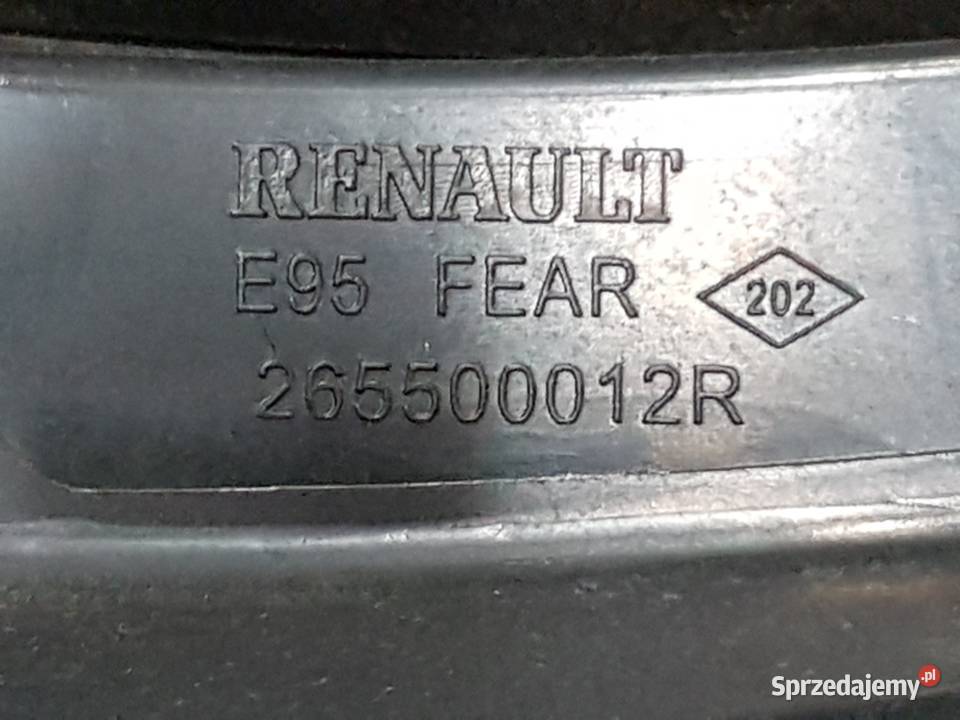 RENAULT
E95 FEAR 202
265500012R
Sprzedajemy.pl